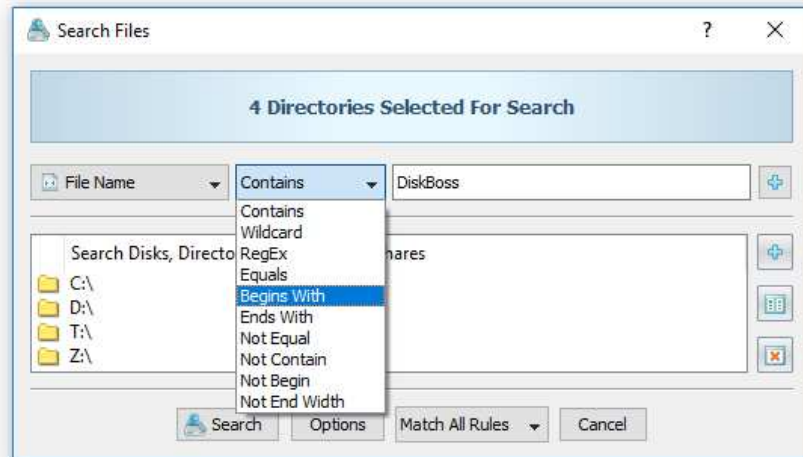 Search Files
?
4 Directories Selected For Search
File Name Contains DiskBoss
Contains
Wildcard
RegEx
Equals
Begins With
Ends With
Not Equal
Not Contain
Not Begin
Not End Width
Search Disks, Directo
C:\
D:\
T:\
Z:\
Search Options Match All Rules Cancel